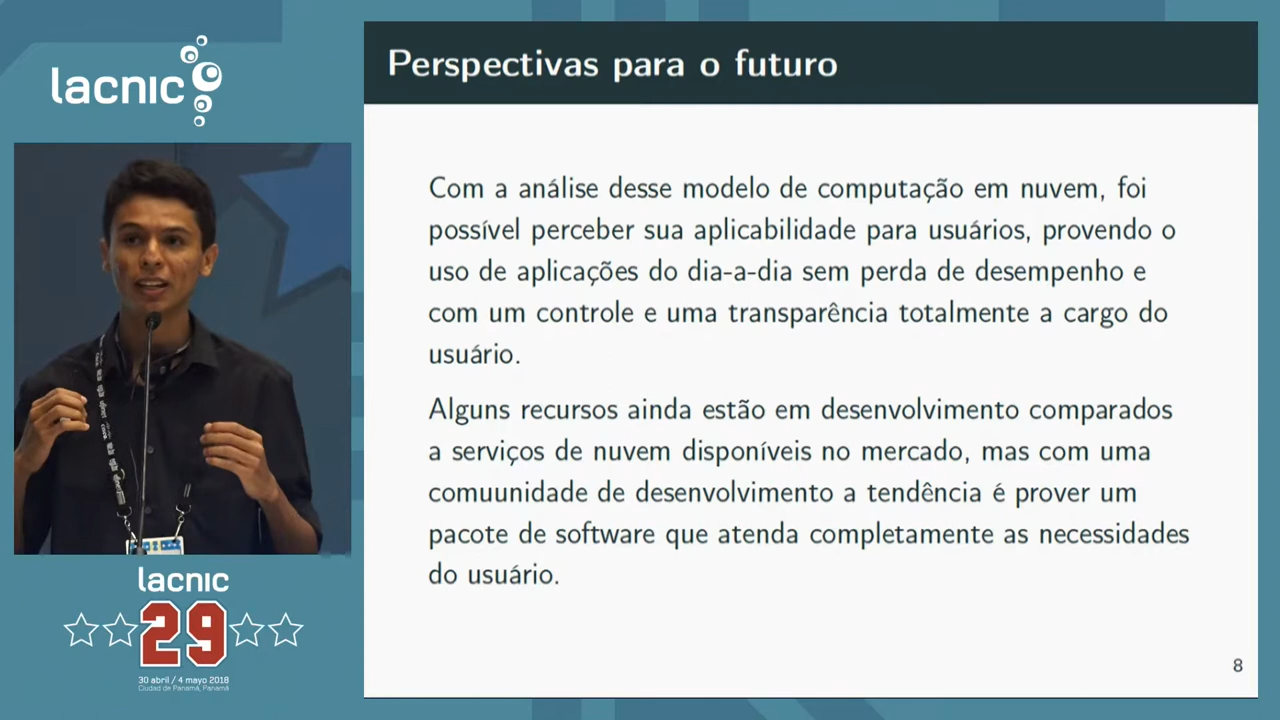 lacnic
Perspectivas para o futuro
Com a análise desse modelo de computação em nuvem, foi
possível perceber sua aplicabilidade para usuários, provendo o
uso de aplicações do dia-a-dia sem perda de desempenho e
com um controle e uma transparência totalmente a cargo do
usuário.
Alguns recursos ainda estão em desenvolvimento comparados
a serviços de nuvem disponíveis no mercado, mas com uma
comuunidade de desenvolvimento a tendência é prover um
pacote de software que atenda completamente as necessidades
do usuário.
8
lacnic
29
30 abril / 4 mayo 2018
Ciudad de Panamá, Panamá